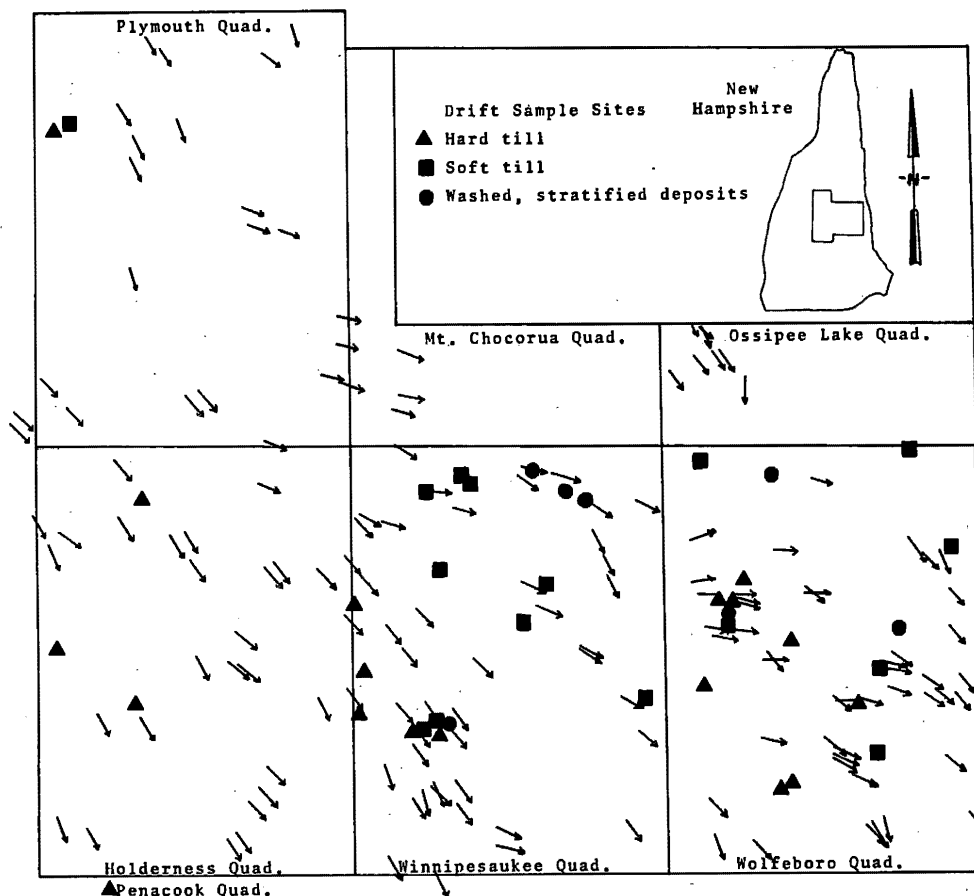 Plymouth Quad.
New
Hampshire
Drift Sample Sites
Hard till
Soft till
Washed, stratified deposits
N
Mt. Chocorua Quad.
Ossipee Lake Quad.
Holderness Quad.
Winnipesaukee Quad.
Wolfeboro Quad.
Penacook Quad.